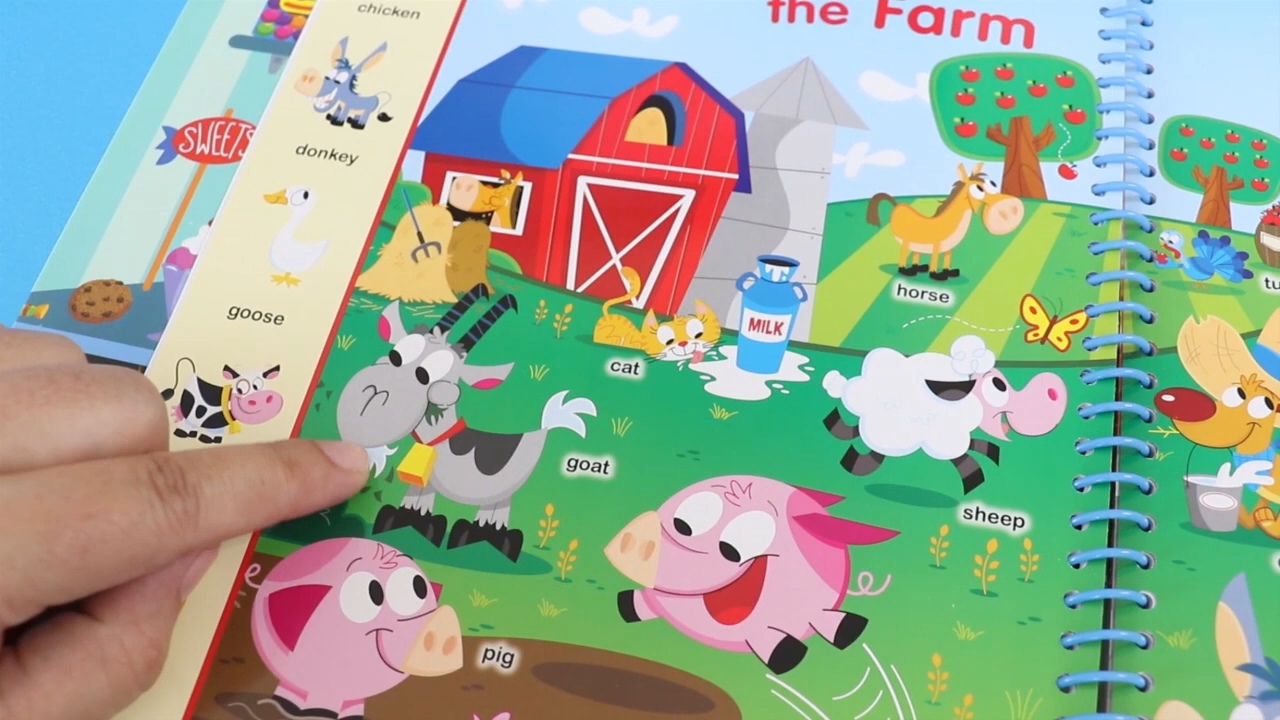 chicken
the Farm
SWEETS
donkey
goose
horse
MILK
cat
goat
sheep
pig